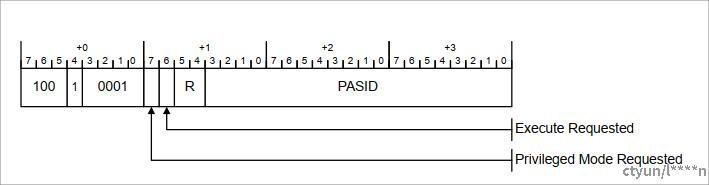 +0 +1 +2 +3
7 6 5 4 3 2 1 0 7 6 5 4 3 2 1 0 7 6 5 4 3 2 1 0 7 6 5 4 3 2 1 0
100 1 0001 R PASID
Execute Requested
Privileged Mode Requested
ctyun/l****n